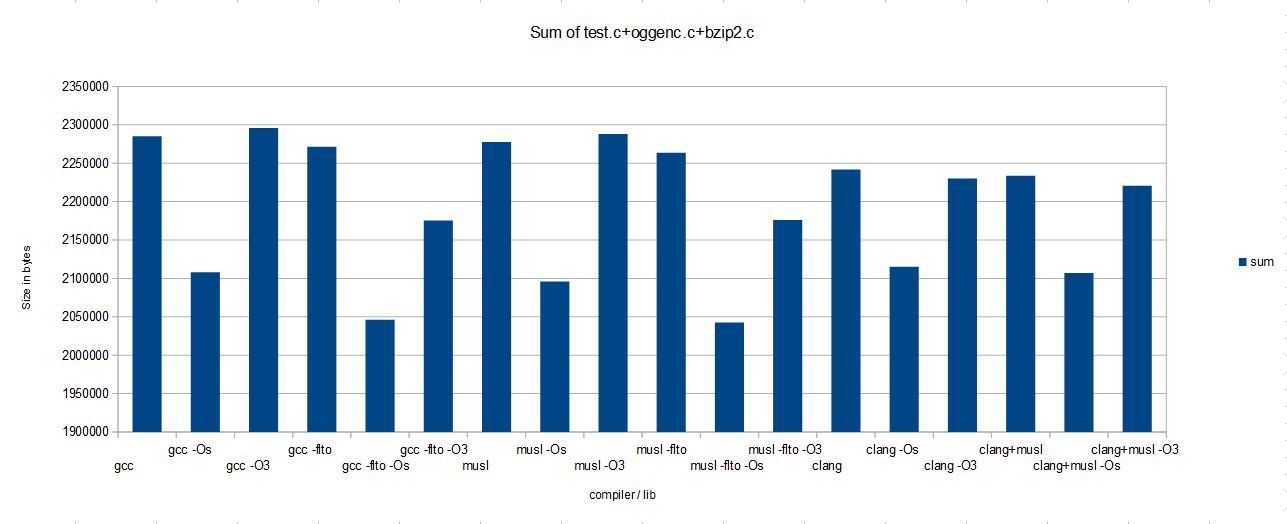 Sum of test.c+oggenc.c+bzip2.c
2350000
2300000
2250000
2200000
2150000
2100000
2050000
2000000
1950000
1900000
Size in bytes
gcc
gcc -Os
gcc -O3
gcc -flto
gcc -flto -Os
gcc -flto -O3
musl
musl -Os
musl -O3
musl -flto
musl -flto -Os
musl -flto -O3
clang
clang -Os
clang -O3
clang+musl
clang+musl -Os
clang+musl -O3
compiler / lib
sum